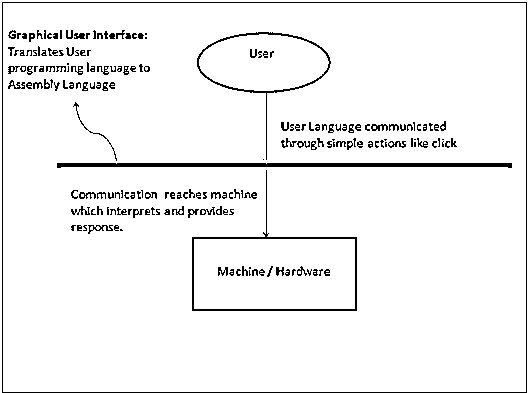 Graphical User Interface:
Translates User
programming language to
Assembly Language
User
User Language communicated
through simple actions like click
Communication reaches machine
which interprets and provides
response.
Machine / Hardware